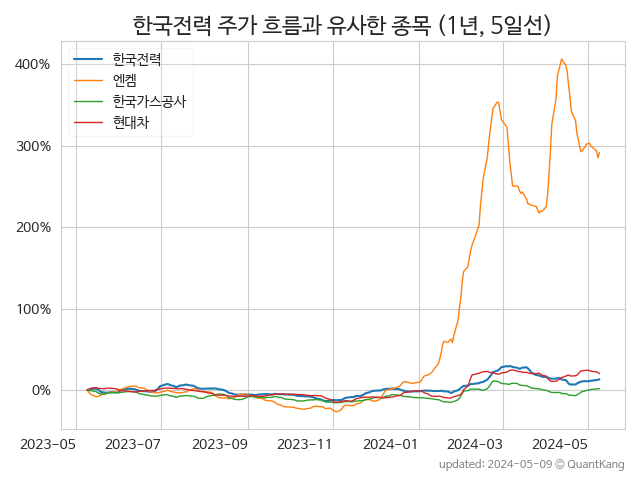 한국전력 주가 흐름과 유사한 종목 (1년, 5일선)
한국전력
엔켐
한국가스공사
현대차
400%
300%
200%
100%
0%
2023-05 2023-07 2023-09 2023-11 2024-01 2024-03 2024-05
updated: 2024-05-09 © QuantKang